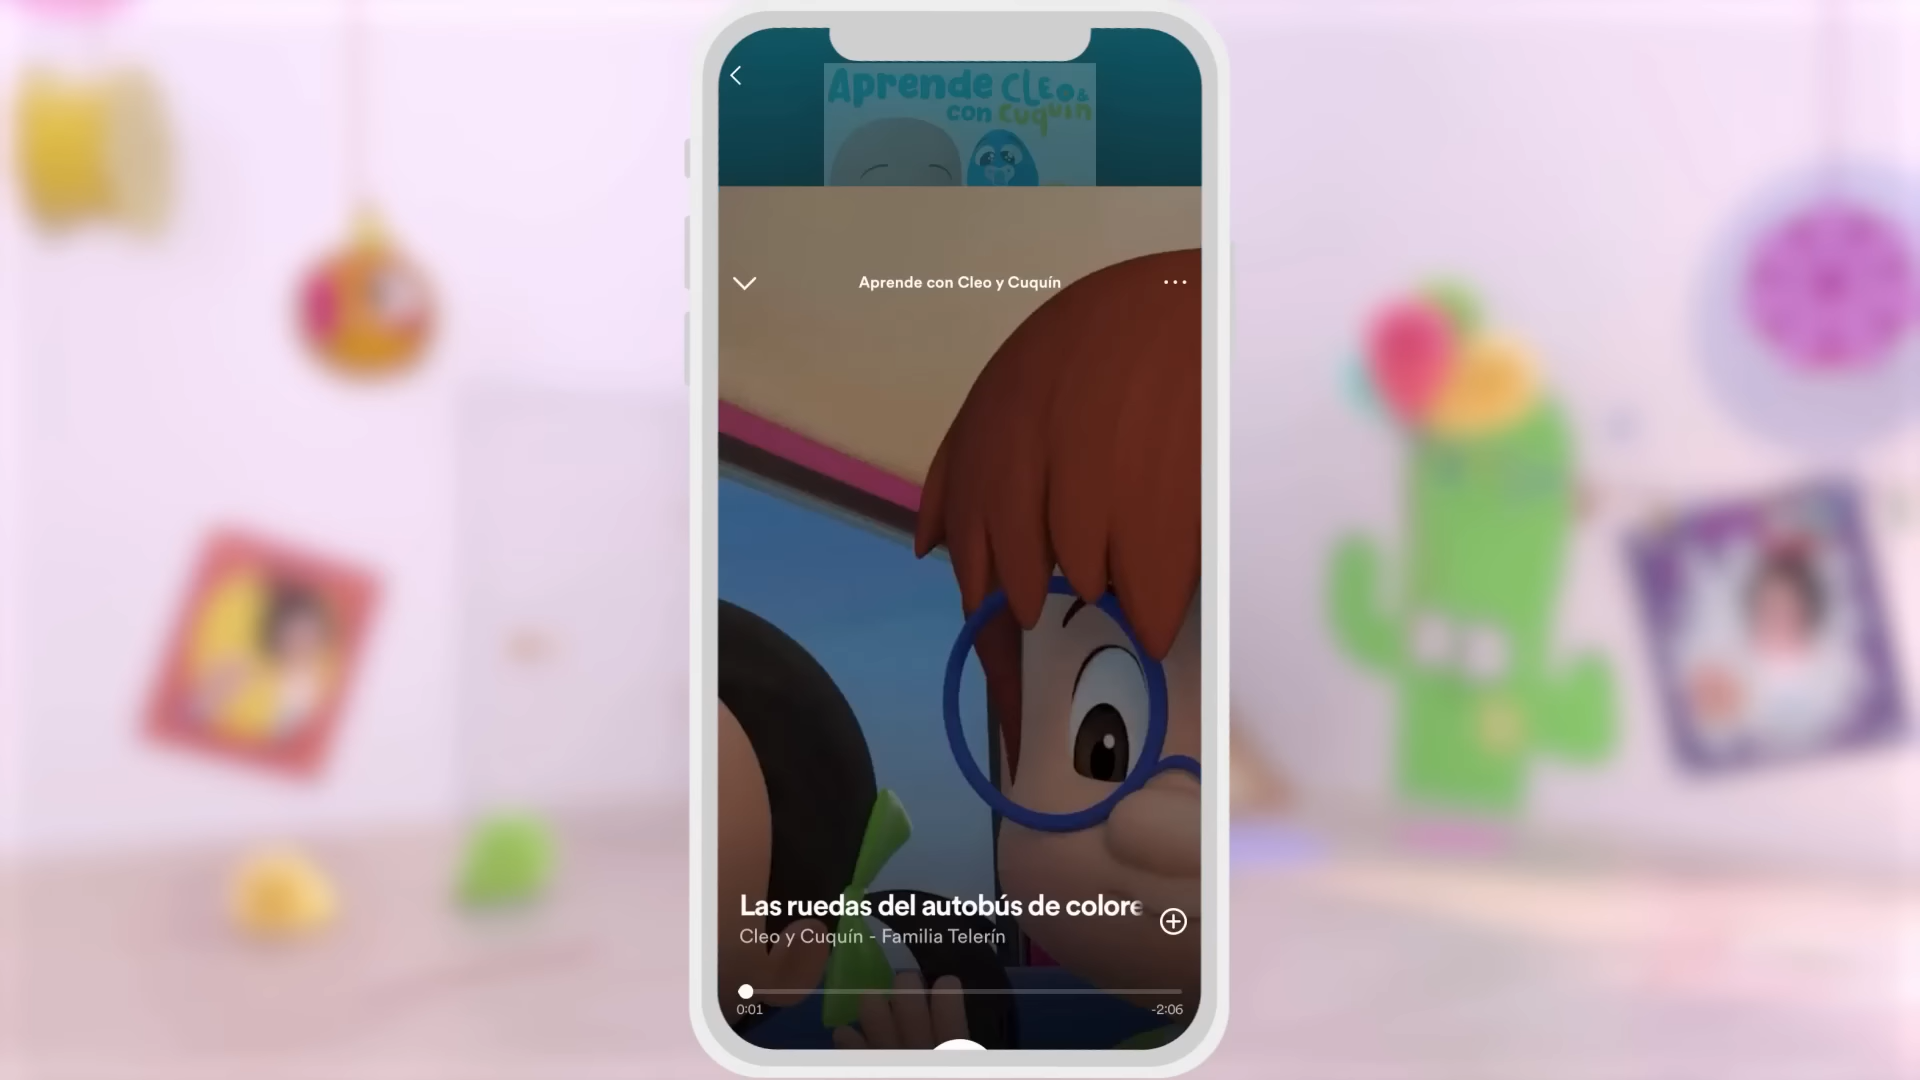 Aprende CLEO &
con cuquín
Aprende con Cleo y Cuquín
Las ruedas del autobús de colore
Cleo y Cuquín - Familia Telerín
0:01
-2:06